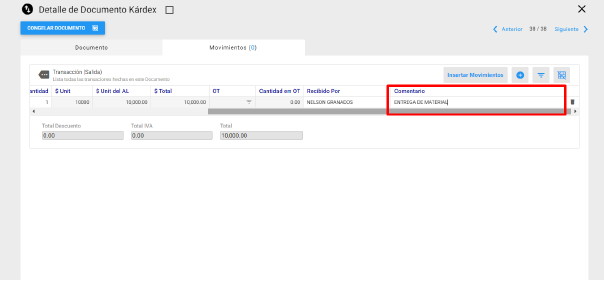 Detalle de Documento Kárdex
CONGELAR DOCUMENTO
Anterior 38 / 38 Siguiente
Documento
Movimientos (0)
Transacción (Salida)
Lista todas las transacciones hechas en este Documento
Insertar Movimientos
antidad $ Unit $ Unit del AL $ Total OT Cantidad en OT Recibido Por Comentario
1 10000 10,000.00 10,000.00 0.00 NELSON GRANADOS ENTREGA DE MATERIAL
Total Descuento Total IVA Total
0.00 0.00 10,000.00